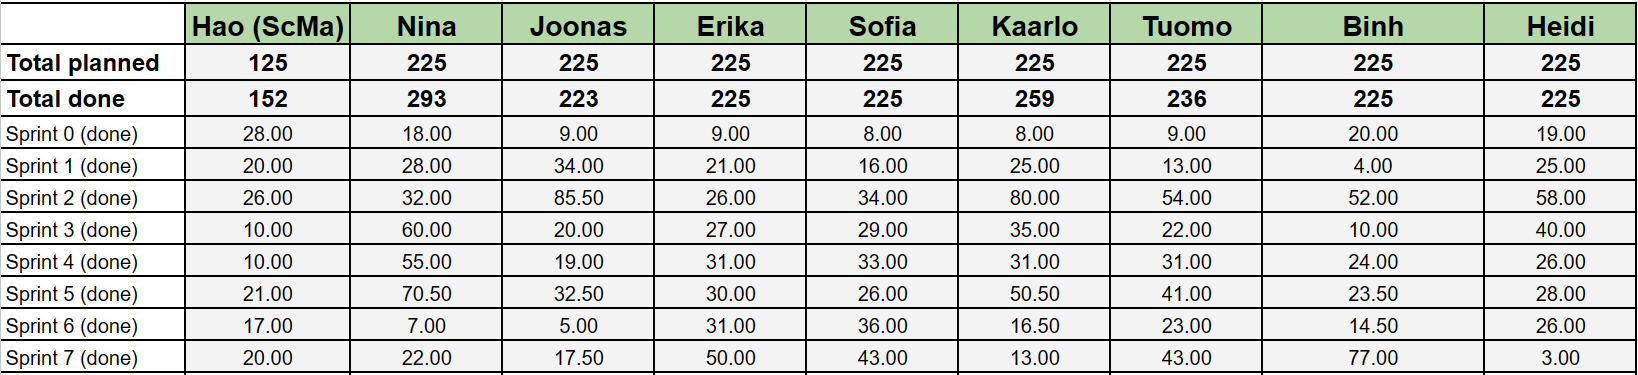 Hao (ScMa) Nina Joonas Erika Sofia Kaarlo Tuomo Binh Heidi
Total planned 125 225 225 225 225 225 225 225 225
Total done 152 293 223 225 225 259 236 225 225
Sprint 0 (done) 28.00 18.00 9.00 9.00 8.00 8.00 9.00 20.00 19.00
Sprint 1 (done) 20.00 28.00 34.00 21.00 16.00 25.00 13.00 4.00 25.00
Sprint 2 (done) 26.00 32.00 85.50 26.00 34.00 80.00 54.00 52.00 58.00
Sprint 3 (done) 10.00 60.00 20.00 27.00 29.00 35.00 22.00 10.00 40.00
Sprint 4 (done) 10.00 55.00 19.00 31.00 33.00 31.00 31.00 24.00 26.00
Sprint 5 (done) 21.00 70.50 32.50 30.00 26.00 50.50 41.00 23.50 28.00
Sprint 6 (done) 17.00 7.00 5.00 31.00 36.00 16.50 23.00 14.50 26.00
Sprint 7 (done) 20.00 22.00 17.50 50.00 43.00 13.00 43.00 77.00 3.00